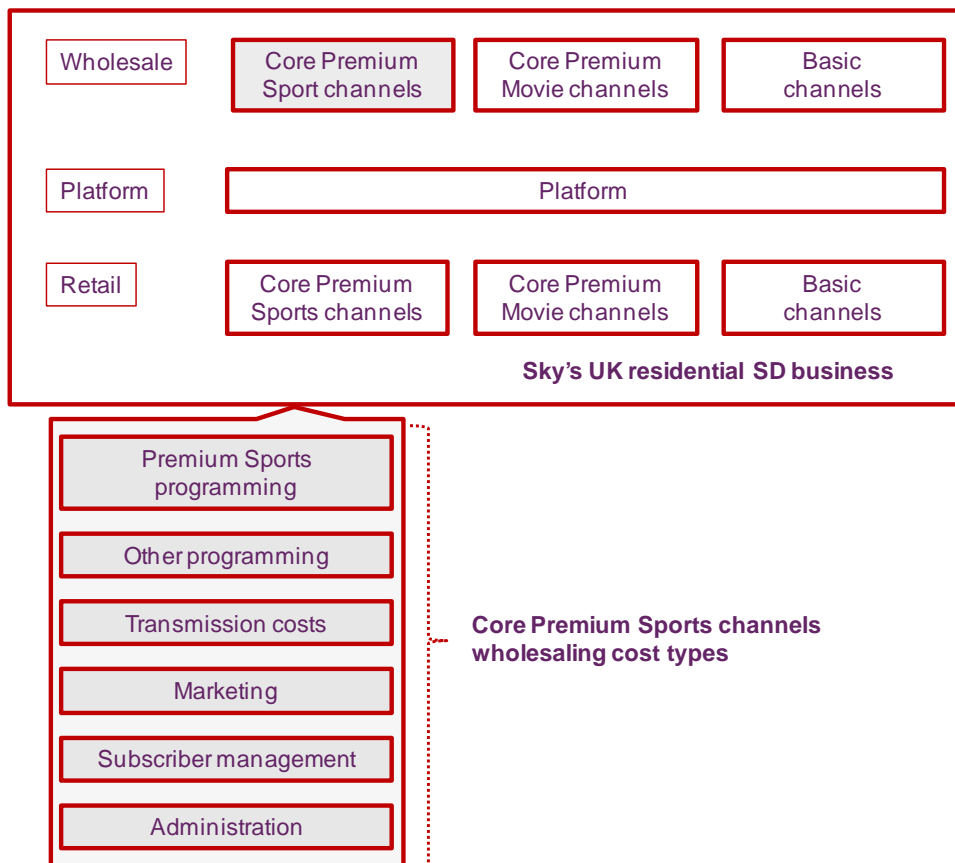 Wholesale
Core Premium
Sport channels
Core Premium
Movie channels
Basic
channels
Platform
Platform
Retail
Core Premium
Sports channels
Core Premium
Movie channels
Basic
channels
Sky's UK residential SD business
Premium Sports
programming
Other programming
Transmission costs
Core Premium Sports channels
wholesaling cost types
Marketing
Subscriber management
Administration